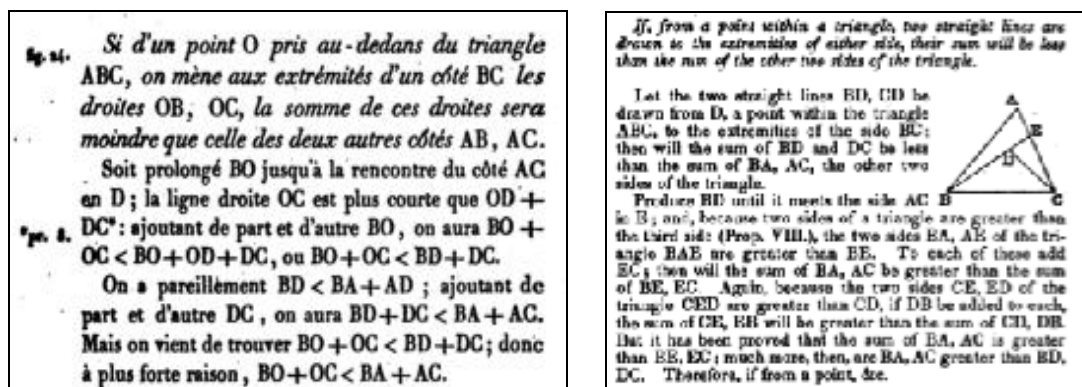 fig. 24.
Si d'un point O pris au-dedans du triangle
ABC, on mène aux extrémités d'un côté BC les
droites OB, OC, la somme de ces droites sera
moindre que celle des deux autres côtés AB, AC.
Soit prolongé BO jusqu'à la rencontre du côté AC
en D ; la ligne droite OC est plus courte que OD +
*pr. 8.
DC* : ajoutant de part et d'autre BO, on aura BO +
OC < BO + OD + DC, ou BO + OC < BD + DC.
On a pareillement BD < BA + AD ; ajoutant de
part et d'autre DC, on aura BD + DC < BA + AC.
Mais on vient de trouver BO + OC < BD + DC ; donc
à plus forte raison, BO + OC < BA + AC.
If, from a point within a triangle, two straight lines are
drawn to the extremities of either side, their sum will be less
than the sum of the other two sides of the triangle.
Let the two straight lines BD, CD be
drawn from D, a point within the triangle
ABC, to the extremities of the side BC;
then will the sum of BD and DC be less
than the sum of BA, AC, the other two
sides of the triangle.
A
E
D
B
C
Produce BD until it meets the side AC
in E; and, because two sides of a triangle are greater than
the third side (Prop. VIII.), the two sides BA, AE of the tri-
angle BAE are greater than BE. To each of these add
EC; then will the sum of BA, AC be greater than the sum
of BE, EC. Again, because the two sides CE, ED of the
triangle CED are greater than CD, if DB be added to each,
the sum of CE, EB will be greater than the sum of CD, DB.
But it has been proved that the sum of BA, AC is greater
than BE, EC; much more, then, are BA, AC greater than BD,
DC. Therefore, if from a point, &c.